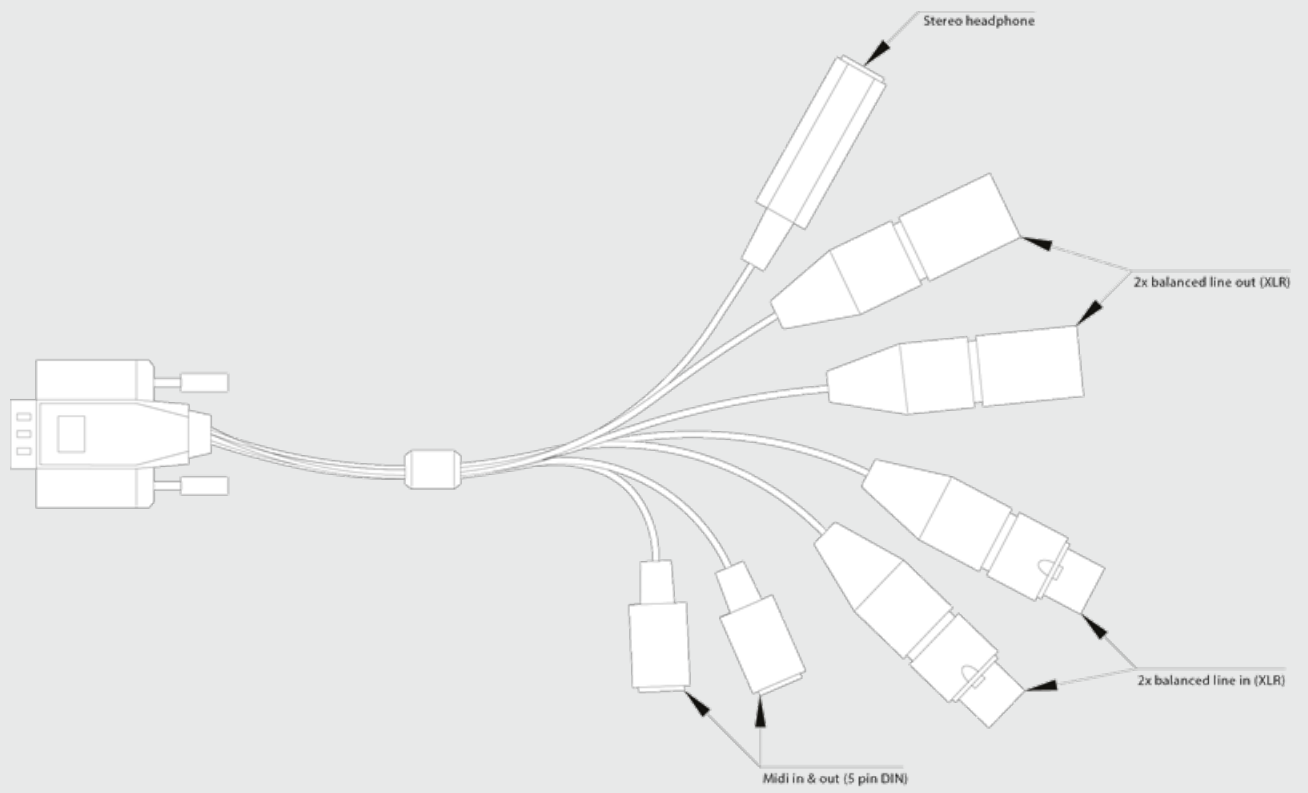 Stereo headphone
2x balanced line out (XLR)
2x balanced line in (XLR)
Midi in & out (5 pin DIN)